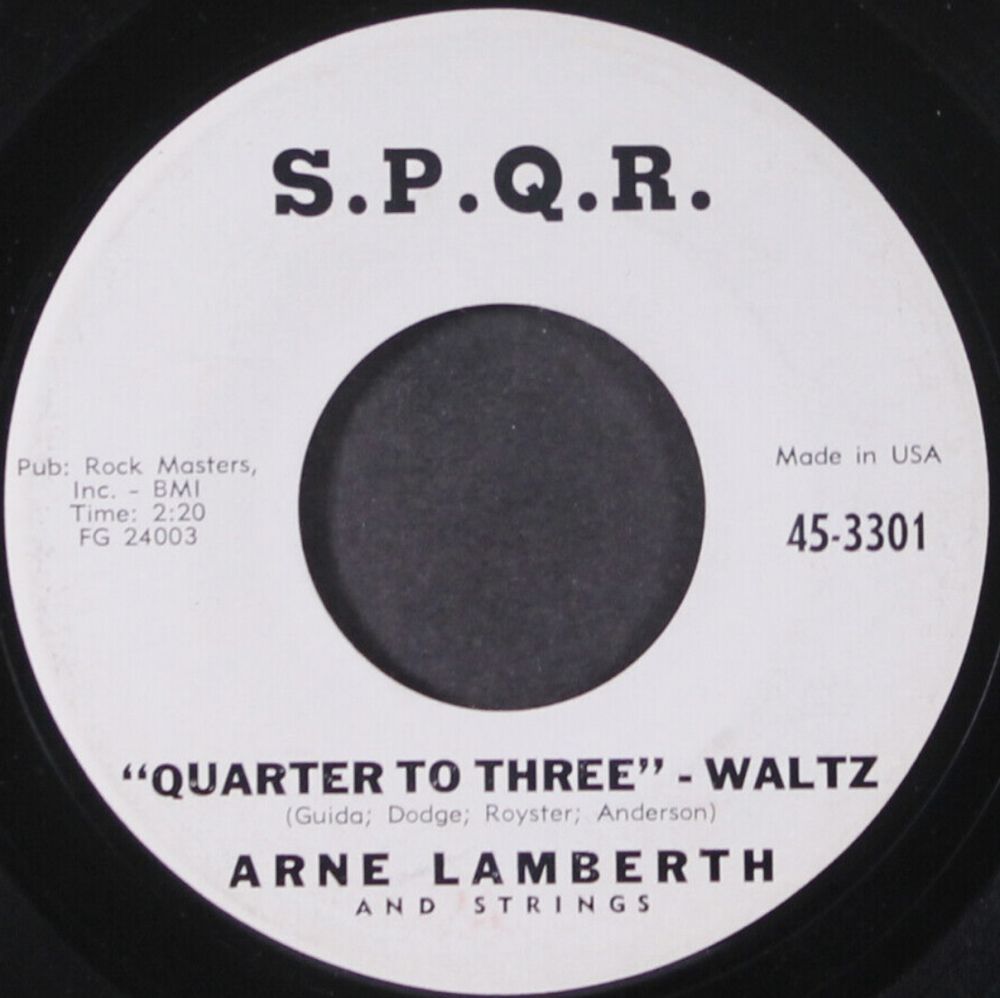 S.P.Q.R.
Pub: Rock Masters,
Inc. - BMI
Time: 2:20
FG 24003
Made in USA
45-3301
“QUARTER TO THREE” - WALTZ
(Guida; Dodge; Royster; Anderson)
ARNE LAMBERTH
AND STRINGS